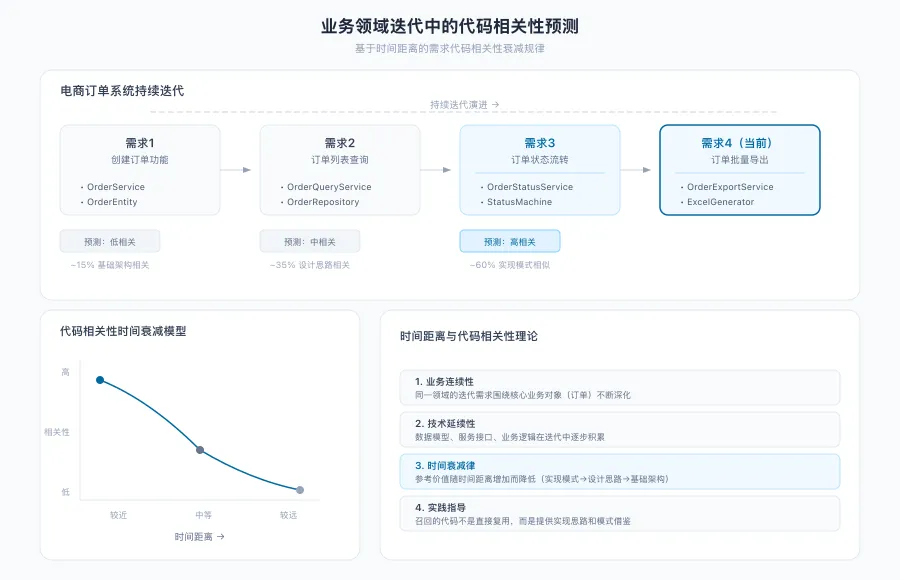 业务领域迭代中的代码相关性预测
基于时间距离的需求代码相关性衰减规律
电商订单系统持续迭代
持续迭代演进 →
需求1
创建订单功能
• OrderService
• OrderEntity
预测：低相关
~15% 基础架构相关
需求2
订单列表查询
• OrderQueryService
• OrderRepository
预测：中相关
~35% 设计思路相关
需求3
订单状态流转
• OrderStatusService
• StatusMachine
预测：高相关
~60% 实现模式相似
需求4（当前）
订单批量导出
• OrderExportService
• ExcelGenerator
代码相关性时间衰减模型
高
相关性
低
较近
中等
较远
时间距离 →
时间距离与代码相关性理论
1. 业务连续性
同一领域的迭代需求围绕核心业务对象（订单）不断深化
2. 技术延续性
数据模型、服务接口、业务逻辑在迭代中逐步积累
3. 时间衰减律
参考价值随时间距离增加而降低（实现模式→设计思路→基础架构）
4. 实践指导
召回的代码不是直接复用，而是提供实现思路和模式借鉴